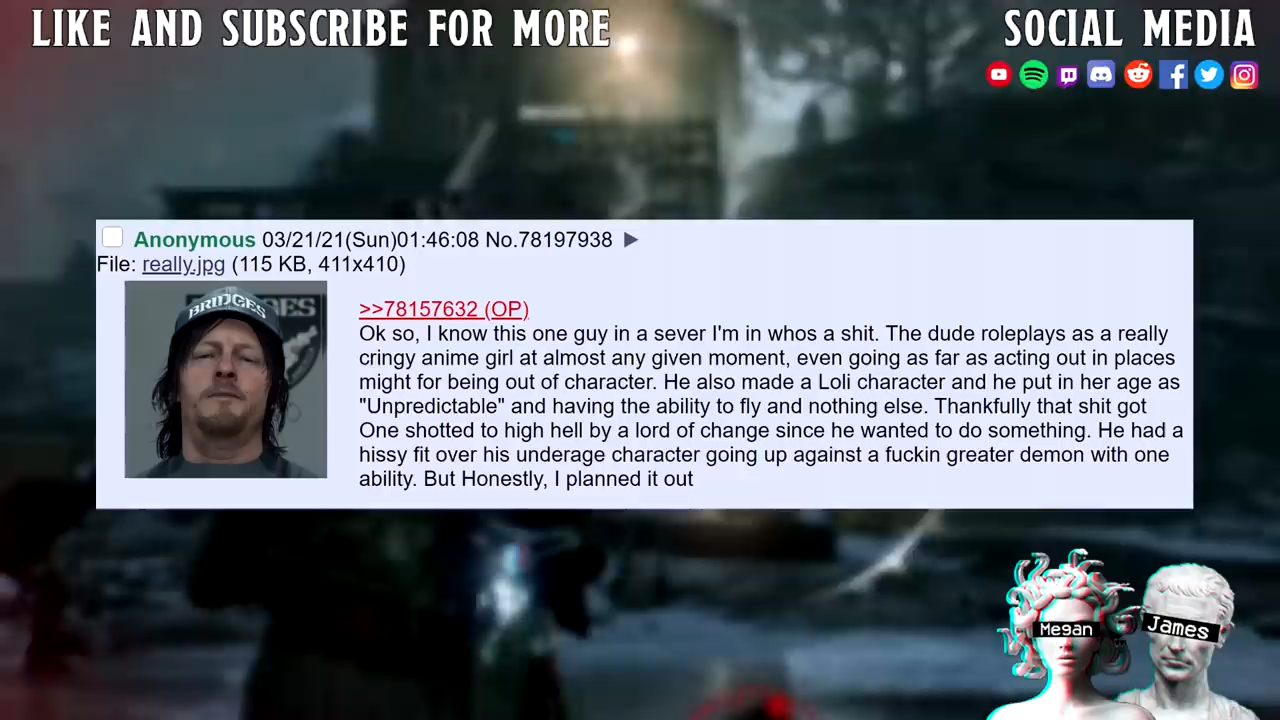 LIKE AND SUBSCRIBE FOR MORE
SOCIAL MEDIA
Anonymous 03/21/21(Sun)01:46:08 No.78197938 ▶
File: really.jpg (115 KB, 411x410)
BRIDGES
GES
>>78157632 (OP)
Ok so, I know this one guy in a sever I'm in whos a shit. The dude roleplays as a really
cringy anime girl at almost any given moment, even going as far as acting out in places
might for being out of character. He also made a Loli character and he put in her age as
"Unpredictable" and having the ability to fly and nothing else. Thankfully that shit got
One shotted to high hell by a lord of change since he wanted to do something. He had a
hissy fit over his underage character going up against a fuckin greater demon with one
ability. But Honestly, I planned it out
Megan
James